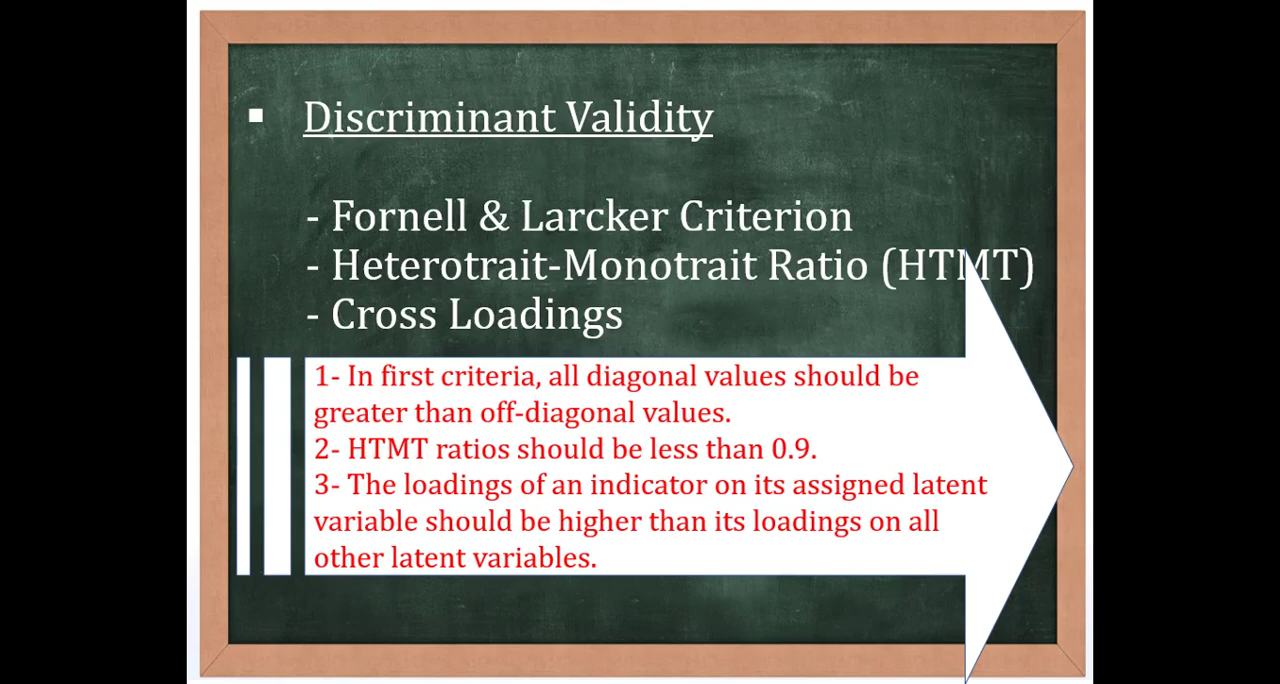 ▪ Discriminant Validity
- Fornell & Larcker Criterion
- Heterotrait-Monotrait Ratio (HTMT)
- Cross Loadings
1- In first criteria, all diagonal values should be
greater than off-diagonal values.
2- HTMT ratios should be less than 0.9.
3- The loadings of an indicator on its assigned latent
variable should be higher than its loadings on all
other latent variables.